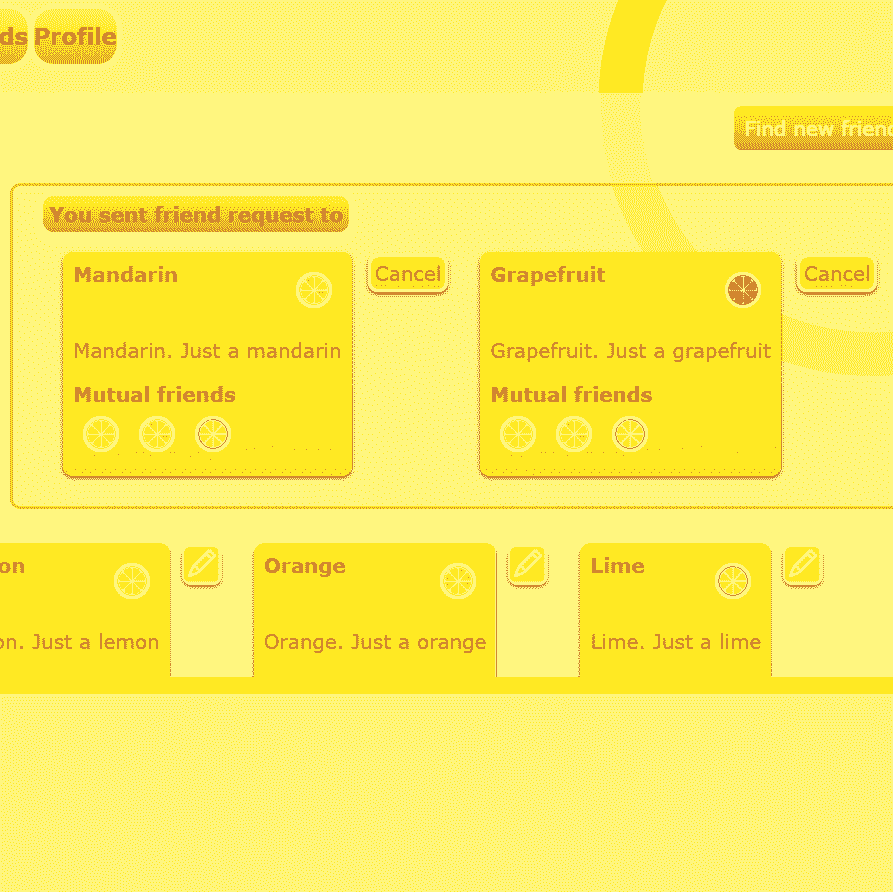 ds Profile
Find new frien
You sent friend request to
Mandarin
Cancel
Grapefruit
Cancel
Mandarin. Just a mandarin
Grapefruit. Just a grapefruit
Mutual friends
Mutual friends
on
Orange
Lime
on. Just a lemon
Orange. Just a orange
Lime. Just a lime